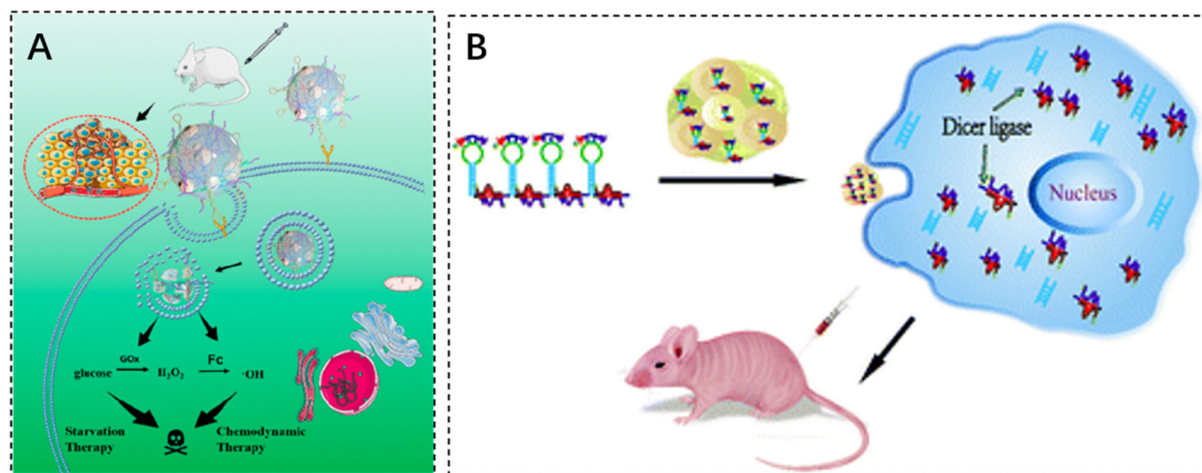 A
B
Dicer ligase
Nucleus
GOx
Fc
glucose
H₂O₂
·OH
Starvation
Therapy
Chemodynamic
Therapy